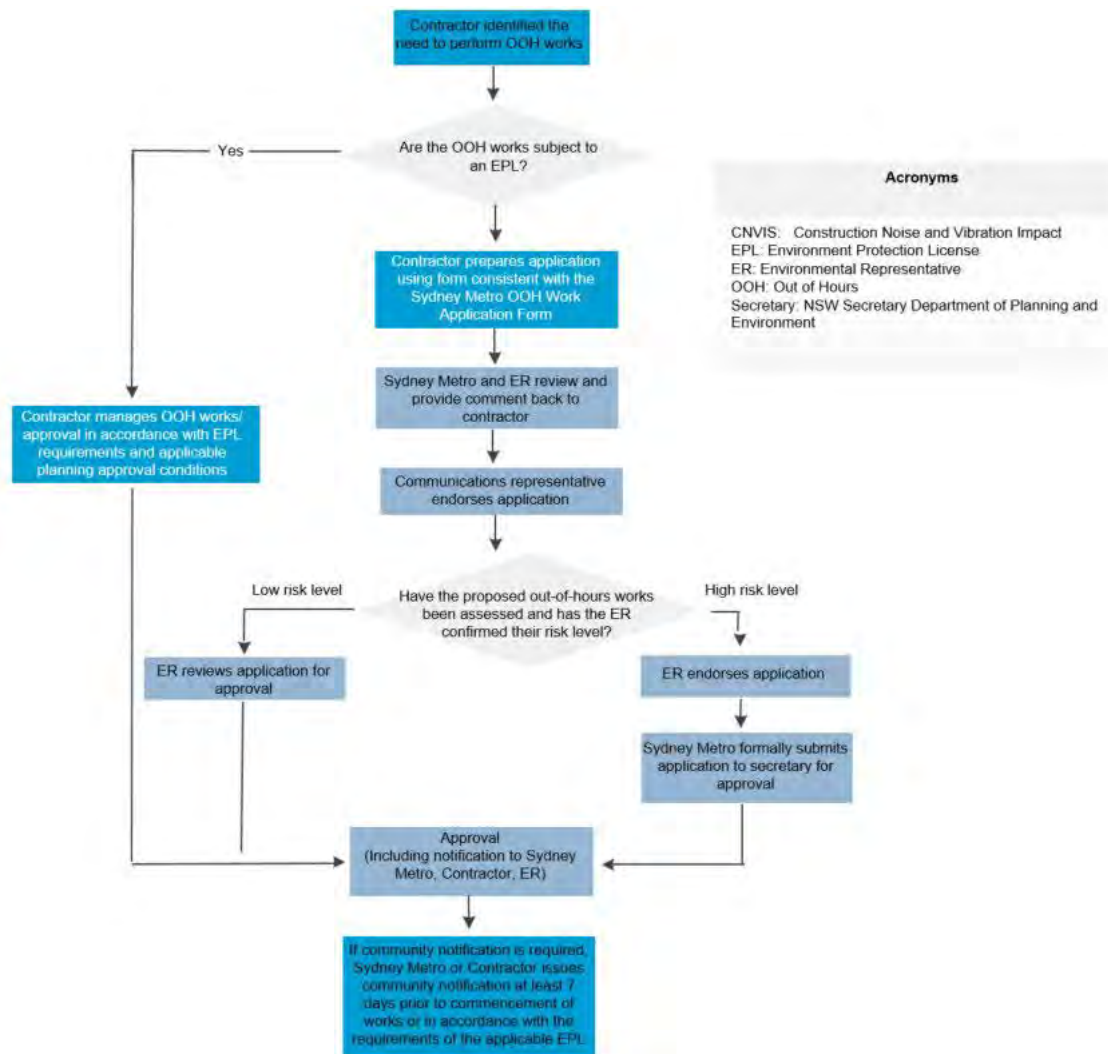 Contractor identified the
need to perform OOH works
Yes
Are the OOH works subject to
an EPL?
Acronyms
CNVIS: Construction Noise and Vibration Impact
EPL: Environment Protection License
ER: Environmental Representative
OOH: Out of Hours
Secretary: NSW Secretary Department of Planning and
Environment
Contractor prepares application
using form consistent with the
Sydney Metro OOH Work
Application Form
Sydney Metro and ER review and
provide comment back to
contractor
Contractor manages OOH works/
approval in accordance with EPL
requirements and applicable
planning approval conditions
Communications representative
endorses application
Low risk level
Have the proposed out-of-hours works
been assessed and has the ER
confirmed their risk level?
High risk level
ER reviews application for
approval
ER endorses application
Sydney Metro formally submits
application to secretary for
approval
Approval
(Including notification to Sydney
Metro, Contractor, ER)
If community notification is required,
Sydney Metro or Contractor issues
community notification at least 7
days prior to commencement of
works or in accordance with the
requirements of the applicable EPL